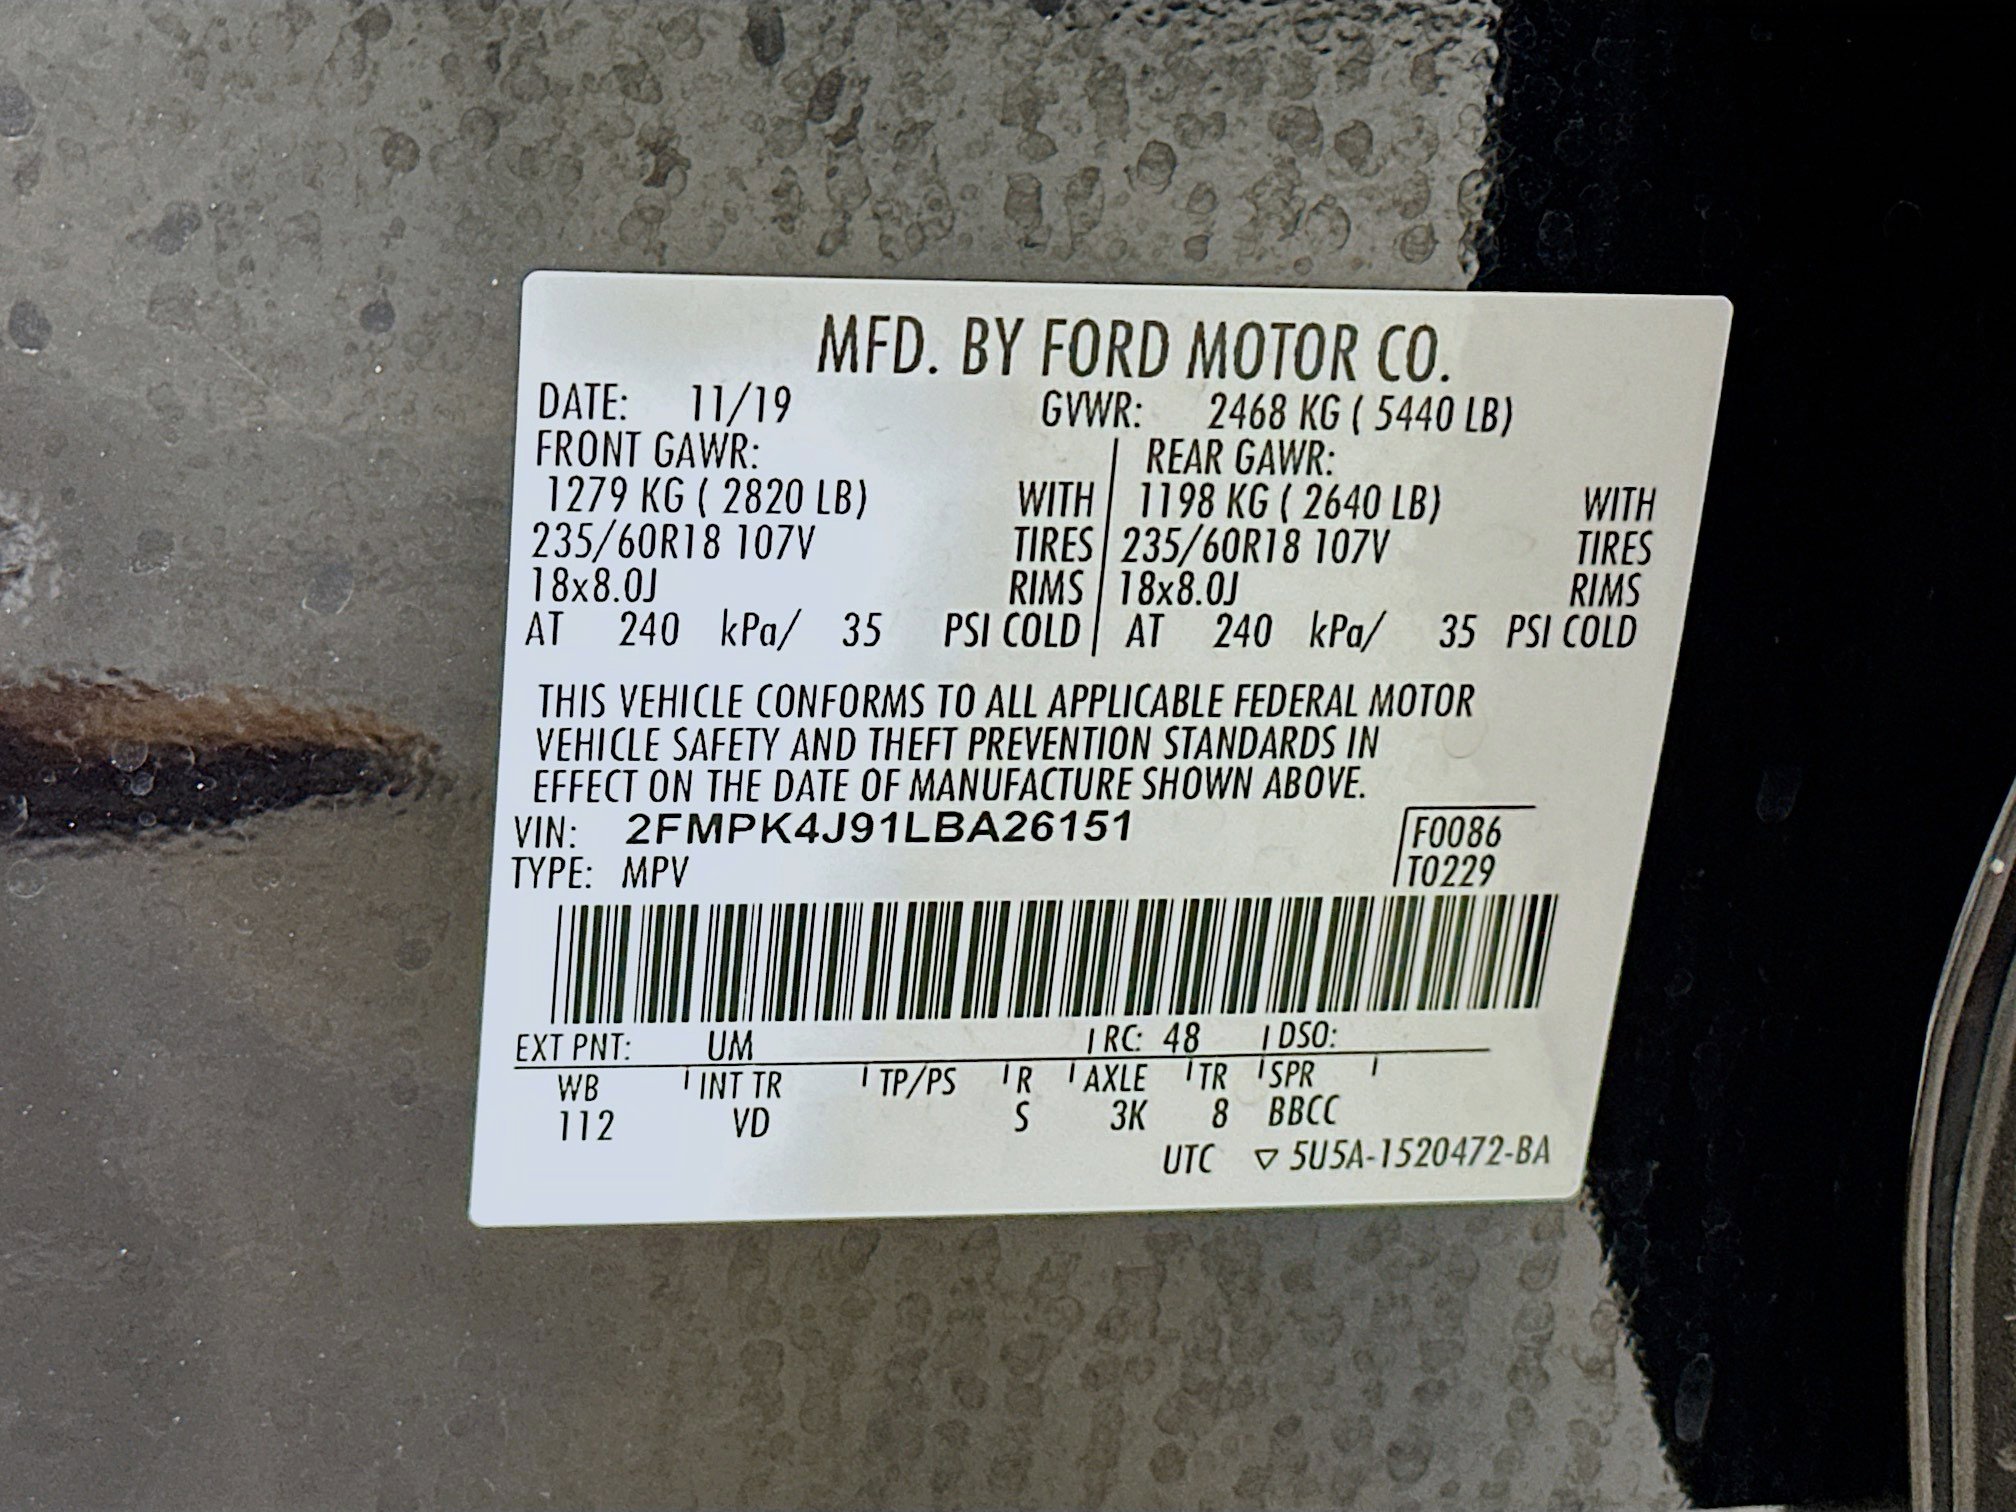 MFD. BY FORD MOTOR CO.
DATE: 11/19 GVWR: 2468 KG ( 5440 LB)
FRONT GAWR: REAR GAWR:
1279 KG ( 2820 LB) WITH 1198 KG ( 2640 LB) WITH
235/60R18 107V TIRES 235/60R18 107V TIRES
18x8.0J RIMS 18x8.0J RIMS
AT 240 kPa/ 35 PSI COLD AT 240 kPa/ 35 PSI COLD
THIS VEHICLE CONFORMS TO ALL APPLICABLE FEDERAL MOTOR
VEHICLE SAFETY AND THEFT PREVENTION STANDARDS IN
EFFECT ON THE DATE OF MANUFACTURE SHOWN ABOVE.
VIN: 2FMPK4J91LBA26151 F0086
TYPE: MPV T0229
EXT PNT: UM RC: 48 DSO:
WB INT TR TP/PS R AXLE TR SPR
112 VD S 3K 8 BBCC
UTC ▽ 5U5A-1520472-BA